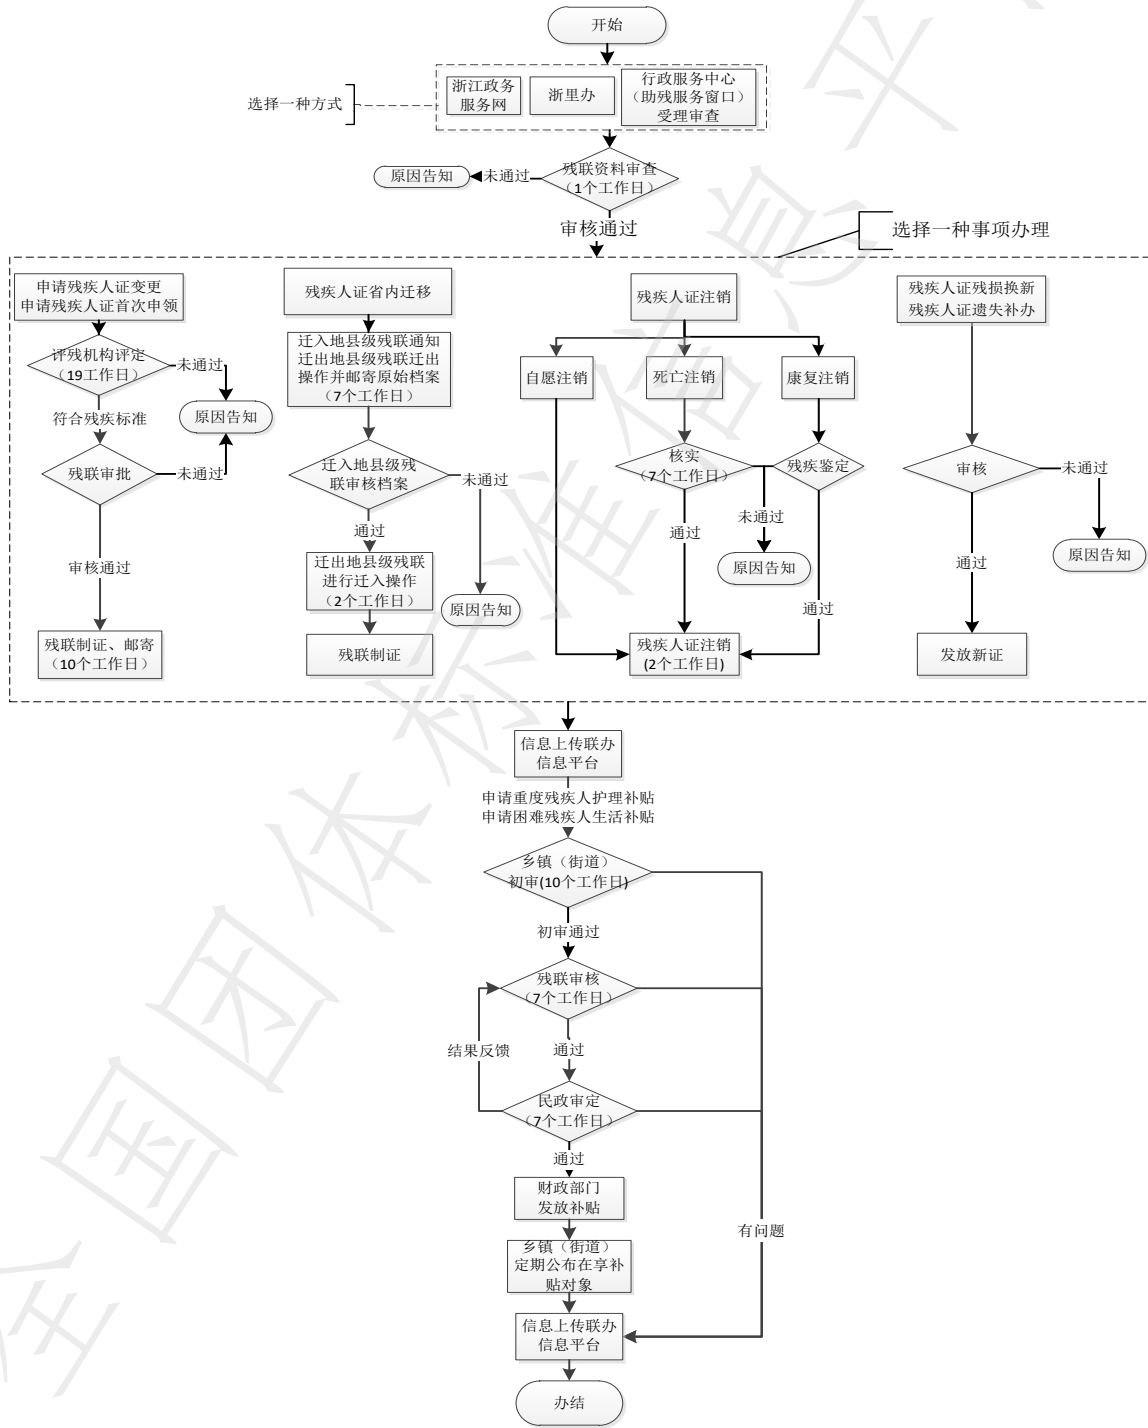 开始
选择一种方式
浙江政务
服务网
浙里办
行政服务中心
（助残服务窗口）
受理审查
原因告知
未通过
残联资料审查
（1个工作日）
审核通过
选择一种事项办理
申请残疾人证变更
申请残疾人证首次申领
评残机构评定
（19工作日）
未通过
符合残疾标准
原因告知
残联审批
未通过
审核通过
残联制证、邮寄
（10个工作日）
残疾人证省内迁移
迁入地县级残联通知
迁出地县级残联迁出
操作并邮寄原始档案
（7个工作日）
迁入地县级残
联审核档案
未通过
通过
迁出地县级残联
进行迁入操作
（2个工作日）
原因告知
残联制证
残疾人证注销
自愿注销
死亡注销
康复注销
核实
（7个工作日）
残疾鉴定
未通过
通过
原因告知
通过
残疾人证注销
(2个工作日)
残疾人证残损换新
残疾人证遗失补办
审核
未通过
原因告知
通过
发放新证
信息上传联办
信息平台
申请重度残疾人护理补贴
申请困难残疾人生活补贴
乡镇（街道）
初审(10个工作日)
初审通过
残联审核
（7个工作日）
结果反馈
通过
民政审定
（7个工作日）
通过
财政部门
发放补贴
有问题
乡镇（街道）
定期公布在享补
贴对象
信息上传联办
信息平台
办结
全国团体标准信息平